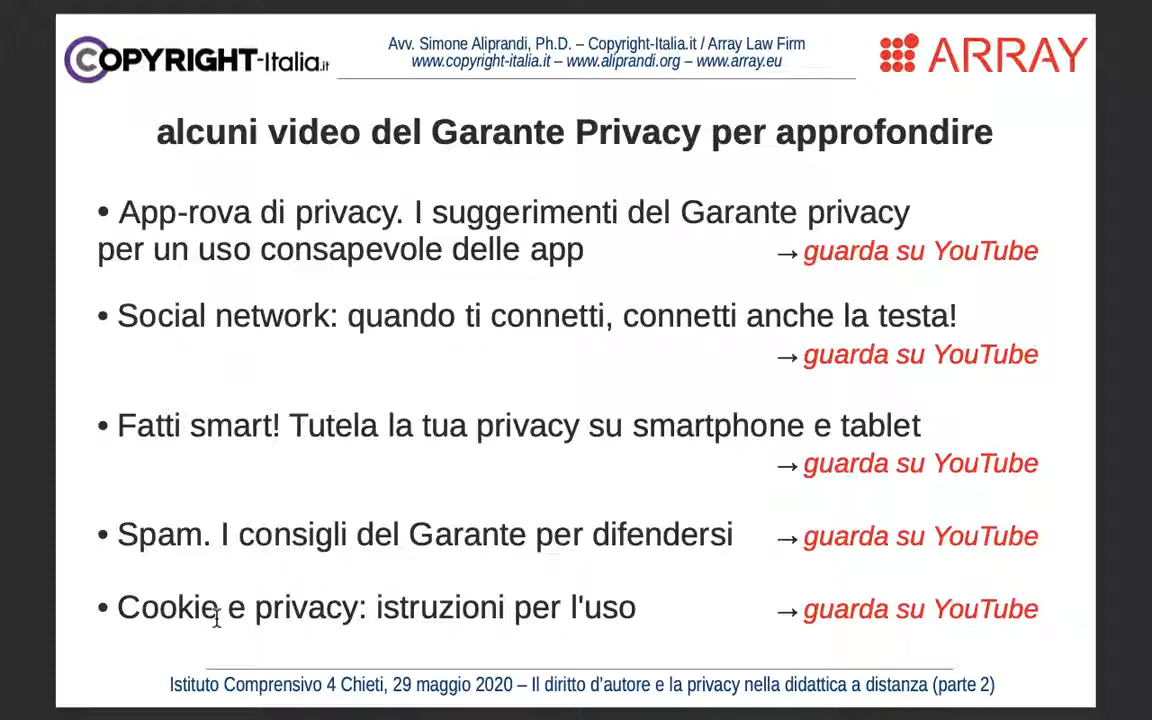 COPYRIGHT-Italia.it
Avv. Simone Aliprandi, Ph.D. – Copyright-Italia.it / Array Law Firm
www.copyright-italia.it – www.aliprandi.org – www.array.eu
ARRAY
alcuni video del Garante Privacy per approfondire
• App-rova di privacy. I suggerimenti del Garante privacy
per un uso consapevole delle app →guarda su YouTube
• Social network: quando ti connetti, connetti anche la testa!
→guarda su YouTube
• Fatti smart! Tutela la tua privacy su smartphone e tablet
→guarda su YouTube
• Spam. I consigli del Garante per difendersi →guarda su YouTube
• Cookie e privacy: istruzioni per l'uso →guarda su YouTube
Istituto Comprensivo 4 Chieti, 29 maggio 2020 – Il diritto d’autore e la privacy nella didattica a distanza (parte 2)